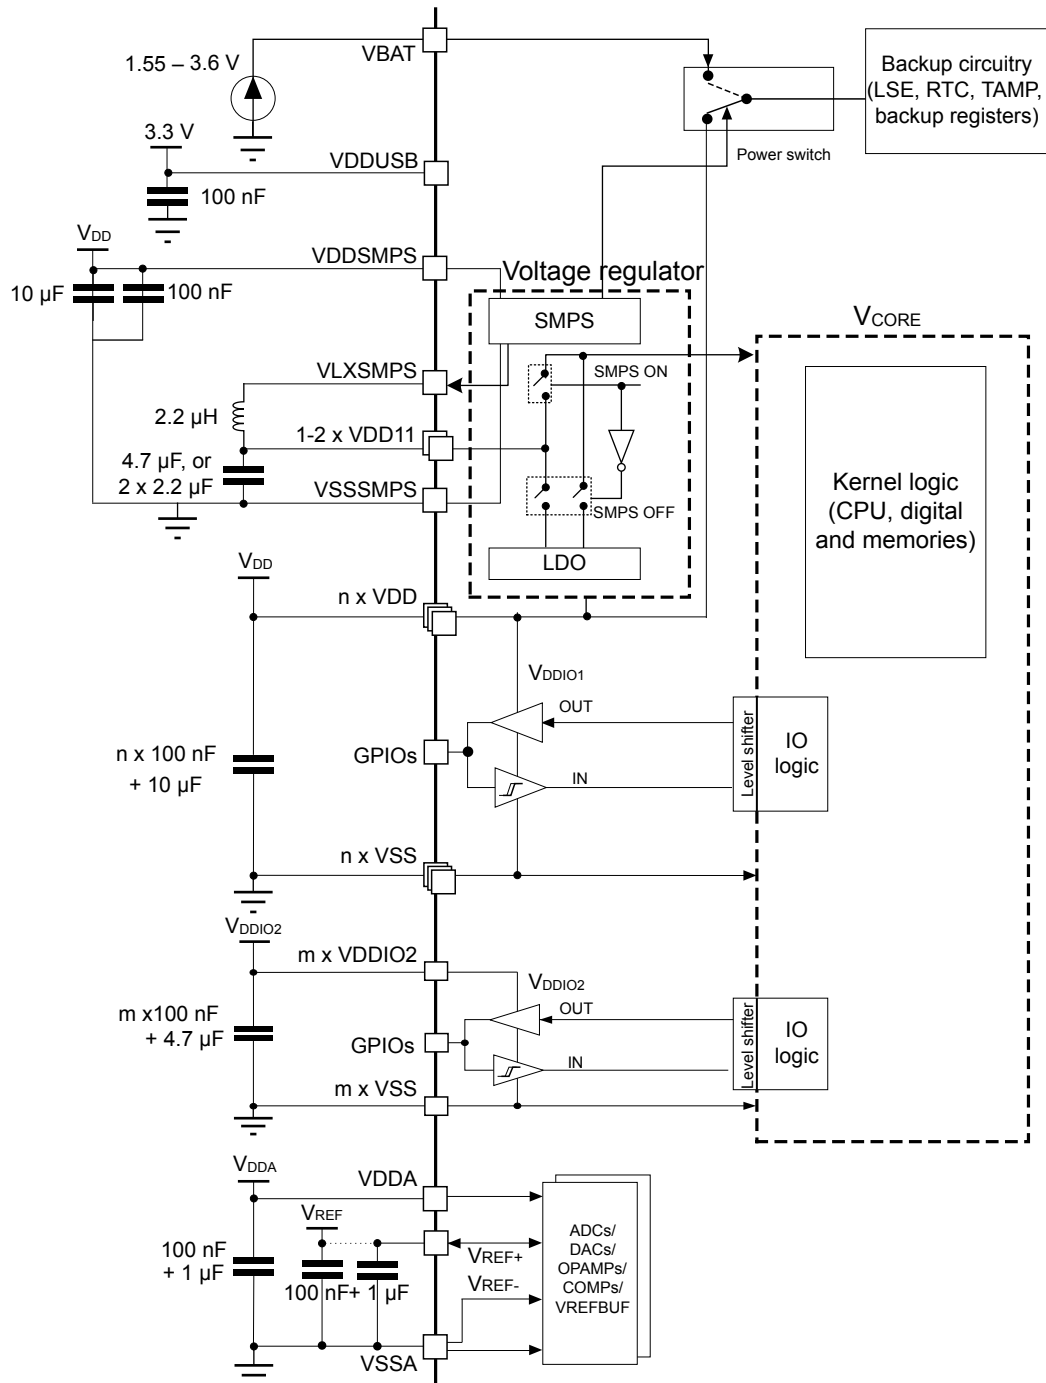 VBAT
1.55 – 3.6 V
Backup circuitry
(LSE, RTC, TAMP,
backup registers)
3.3 V
VDDUSB
Power switch
100 nF
VDD
VDDSMPS
Voltage regulator
10 µF
100 nF
SMPS
VCORE
VLXSMPS
SMPS ON
2.2 µH
1-2 x VDD11
4.7 µF, or
2 x 2.2 µF
VSSSMPS
SMPS OFF
Kernel logic
(CPU, digital
and memories)
LDO
VDD
n x VDD
VDDIO1
OUT
GPIOs
n x 100 nF
+ 10 µF
IN
Level shifter
IO
logic
n x VSS
VDDIO2
m x VDDIO2
VDDIO2
OUT
m x100 nF
+ 4.7 µF
GPIOs
IN
Level shifter
IO
logic
m x VSS
VDDA
VDDA
VREF
VREF+
100 nF
+ 1 µF
100 nF+ 1 µF
VREF-
ADCs/
DACs/
OPAMPs/
COMPs/
VREFBUF
VSSA